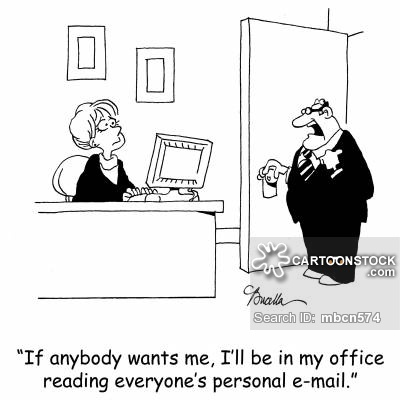 CARTOONSTOCK
.com
Search ID: mbcn574
“If anybody wants me, I’ll be in my office
reading everyone’s personal e-mail.”